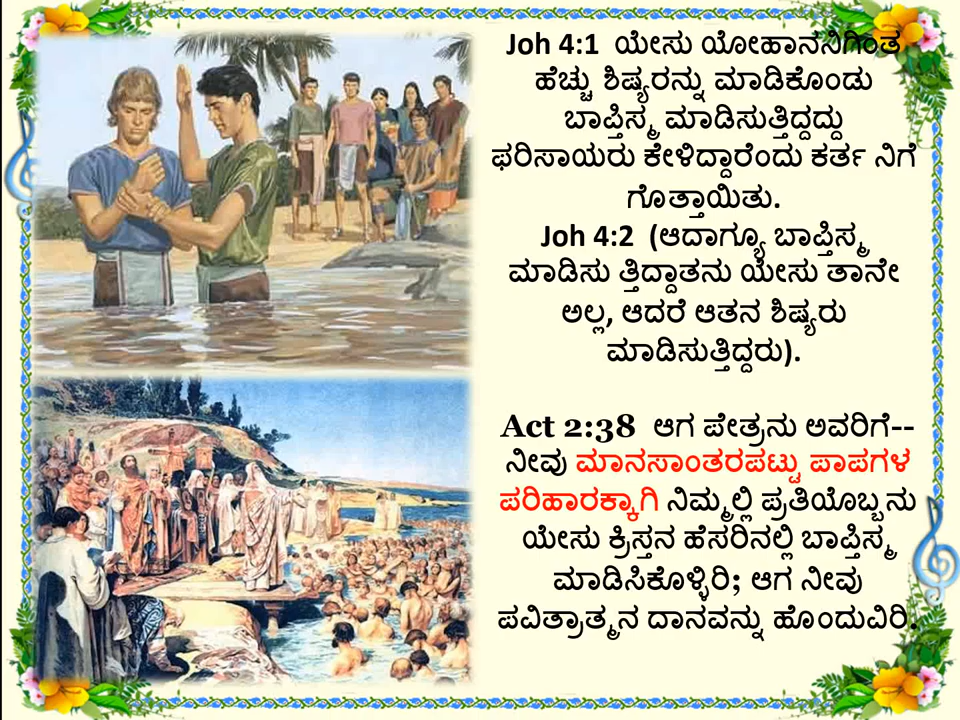 Joh 4:1 ಯೇಸು ಯೋಹಾನನಿಗಿಂತ
ಹೆಚ್ಚು ಶಿಷ್ಯರನ್ನು ಮಾಡಿಕೊಂಡು
ಬಾಪ್ತಿಸ್ಮ ಮಾಡಿಸುತ್ತಿದ್ದದ್ದು
ಫರಿಸಾಯರು ಕೇಳಿದ್ದಾರೆಂದು ಕರ್ತ ನಿಗೆ
ಗೊತ್ತಾಯಿತು.
Joh 4:2 (ಆದಾಗ್ಯೂ ಬಾಪ್ತಿಸ್ಮ
ಮಾಡಿಸು ತ್ತಿದ್ದಾತನು ಯೇಸು ತಾನೇ
ಅಲ್ಲ, ಆದರೆ ಆತನ ಶಿಷ್ಯರು
ಮಾಡಿಸುತ್ತಿದ್ದರು).
Act 2:38 ಆಗ ಪೇತ್ರನು ಅವರಿಗೆ--
ನೀವು ಮಾನಸಾಂತರಪಟ್ಟು ಪಾಪಗಳ
ಪರಿಹಾರಕ್ಕಾಗಿ ನಿಮ್ಮಲ್ಲಿ ಪ್ರತಿಯೊಬ್ಬನು
ಯೇಸು ಕ್ರಿಸ್ತನ ಹೆಸರಿನಲ್ಲಿ ಬಾಪ್ತಿಸ್ಮ
ಮಾಡಿಸಿಕೊಳ್ಳಿರಿ; ಆಗ ನೀವು
ಪವಿತ್ರಾತ್ಮನ ದಾನವನ್ನು ಹೊಂದುವಿರಿ.